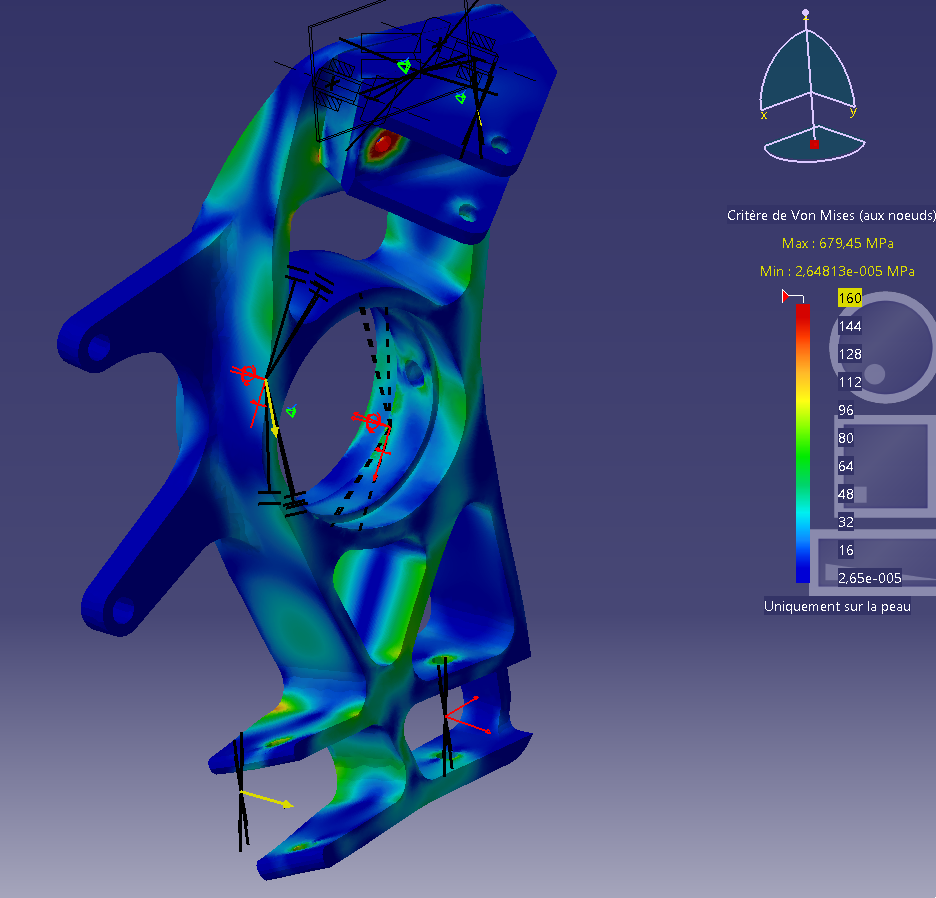 z
x
y
Critère de Von Mises (aux noeuds)
Max : 679,45 MPa
Min : 2,64813e-005 MPa
160
144
128
112
96
80
64
48
32
16
2,65e-005
Uniquement sur la peau